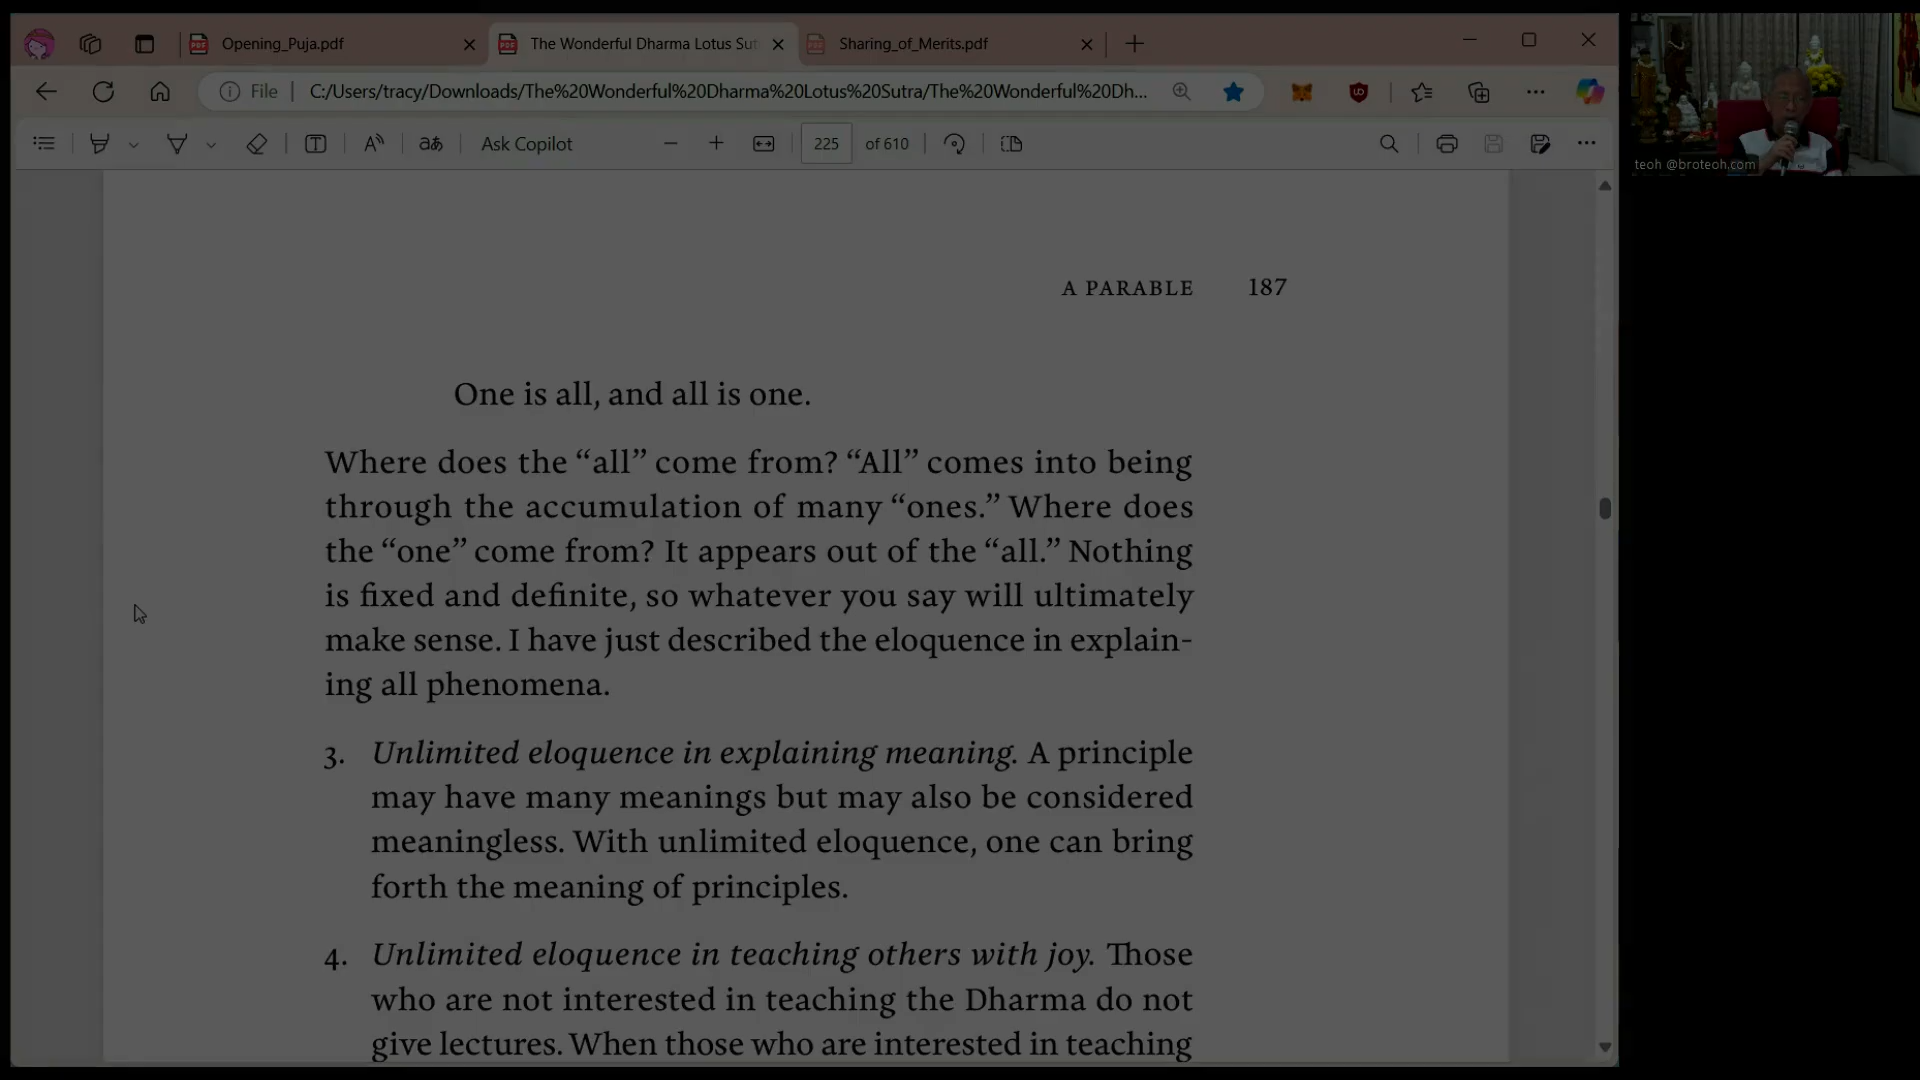 Opening_Puja.pdf
The Wonderful Dharma Lotus Sut
Sharing_of_Merits.pdf
File
C:/Users/tracy/Downloads/The%20Wonderful%20Dharma%20Lotus%20Sutra/The%20Wonderful%20Dh...
Ask Copilot
225 of 610
teoh @broteoh.com
A PARABLE 187
One is all, and all is one.
Where does the “all” come from? “All” comes into being
through the accumulation of many “ones.” Where does
the “one” come from? It appears out of the “all.” Nothing
is fixed and definite, so whatever you say will ultimately
make sense. I have just described the eloquence in explain-
ing all phenomena.
3. Unlimited eloquence in explaining meaning. A principle
may have many meanings but may also be considered
meaningless. With unlimited eloquence, one can bring
forth the meaning of principles.
4. Unlimited eloquence in teaching others with joy. Those
who are not interested in teaching the Dharma do not
give lectures. When those who are interested in teaching